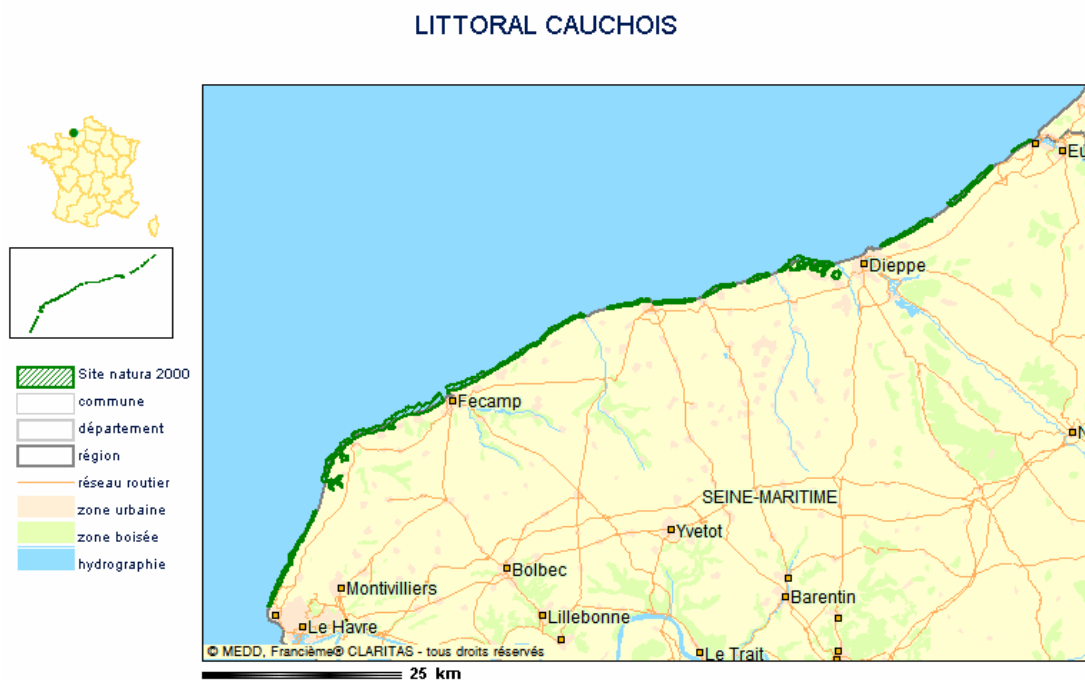 LITTORAL CAUCHOIS
Eu
Dieppe
Site natura 2000
commune
Fecamp
département
N
région
réseau routier
zone urbaine
SEINE-MARITIME
zone boisée
Yvetot
hydrographie
Bolbec
Montivilliers
Barentin
Lillebonne
Le Havre
© MEDD, Francième® CLARITAS - tous droits réservés
Le Trait
25 km